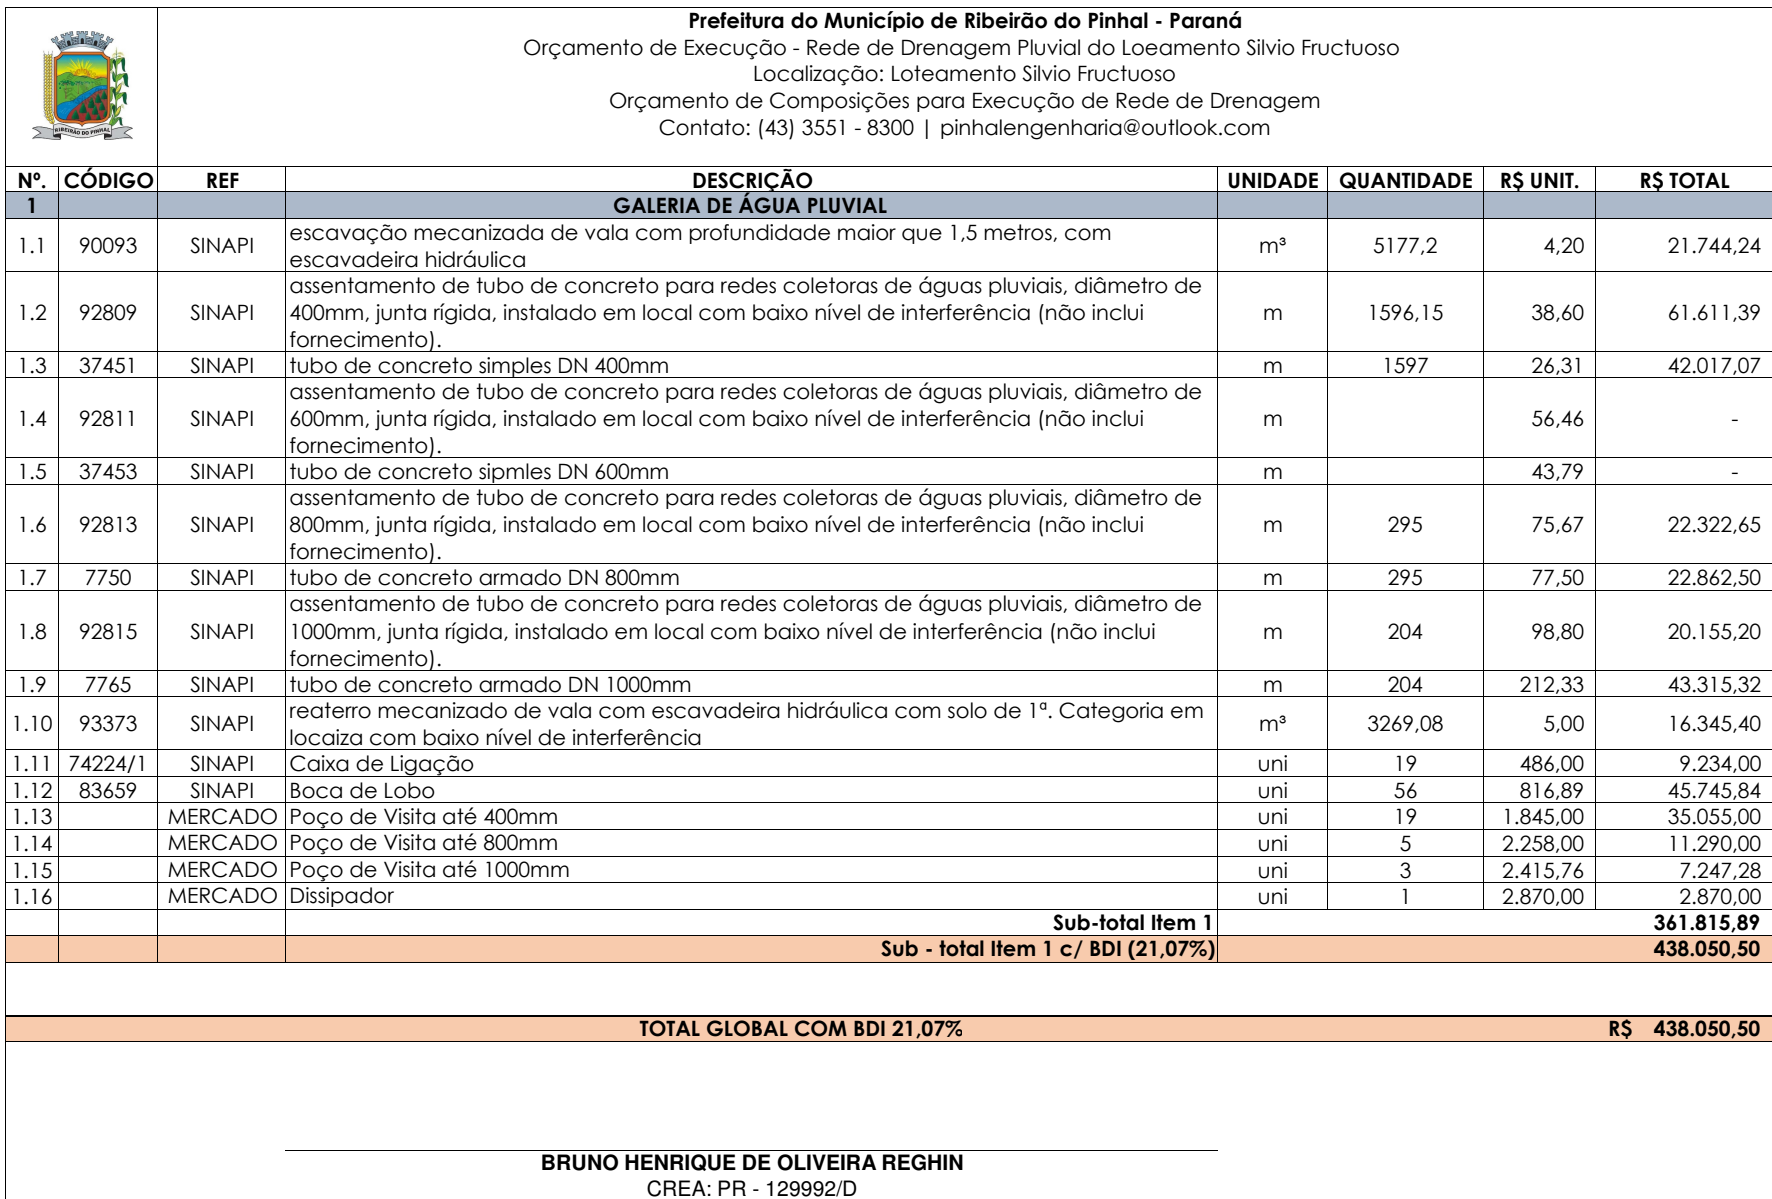 Prefeitura do Município de Ribeirão do Pinhal - Paraná
Orçamento de Execução - Rede de Drenagem Pluvial do Loeamento Silvio Fructuoso
Localização: Loteamento Silvio Fructuoso
Orçamento de Composições para Execução de Rede de Drenagem
Contato: (43) 3551 - 8300 | pinhalengenharia@outlook.com
RIBEIRÃO DO PINHAL
Nº. CÓDIGO REF DESCRIÇÃO UNIDADE QUANTIDADE R$ UNIT. R$ TOTAL
1 GALERIA DE ÁGUA PLUVIAL
1.1 90093 SINAPI escavação mecanizada de vala com profundidade maior que 1,5 metros, com
escavadeira hidráulica m³ 5177,2 4,20 21.744,24
assentamento de tubo de concreto para redes coletoras de águas pluviais, diâmetro de
1.2 92809 SINAPI 400mm, junta rígida, instalado em local com baixo nível de interferência (não inclui m 1596,15 38,60 61.611,39
fornecimento).
1.3 37451 SINAPI tubo de concreto simples DN 400mm m 1597 26,31 42.017,07
assentamento de tubo de concreto para redes coletoras de águas pluviais, diâmetro de
1.4 92811 SINAPI 600mm, junta rígida, instalado em local com baixo nível de interferência (não inclui m 56,46 -
fornecimento).
1.5 37453 SINAPI tubo de concreto sipmles DN 600mm m 43,79 -
assentamento de tubo de concreto para redes coletoras de águas pluviais, diâmetro de
1.6 92813 SINAPI 800mm, junta rígida, instalado em local com baixo nível de interferência (não inclui m 295 75,67 22.322,65
fornecimento).
1.7 7750 SINAPI tubo de concreto armado DN 800mm m 295 77,50 22.862,50
assentamento de tubo de concreto para redes coletoras de águas pluviais, diâmetro de
1.8 92815 SINAPI 1000mm, junta rígida, instalado em local com baixo nível de interferência (não inclui m 204 98,80 20.155,20
fornecimento).
1.9 7765 SINAPI tubo de concreto armado DN 1000mm m 204 212,33 43.315,32
1.10 93373 SINAPI reaterro mecanizado de vala com escavadeira hidráulica com solo de 1ª. Categoria em
locaiza com baixo nível de interferência m³ 3269,08 5,00 16.345,40
1.11 74224/1 SINAPI Caixa de Ligação uni 19 486,00 9.234,00
1.12 83659 SINAPI Boca de Lobo uni 56 816,89 45.745,84
1.13 MERCADO Poço de Visita até 400mm uni 19 1.845,00 35.055,00
1.14 MERCADO Poço de Visita até 800mm uni 5 2.258,00 11.290,00
1.15 MERCADO Poço de Visita até 1000mm uni 3 2.415,76 7.247,28
1.16 MERCADO Dissipador uni 1 2.870,00 2.870,00
Sub-total Item 1 361.815,89
Sub - total Item 1 c/ BDI (21,07%) 438.050,50
TOTAL GLOBAL COM BDI 21,07% R$ 438.050,50
BRUNO HENRIQUE DE OLIVEIRA REGHIN
CREA: PR - 129992/D